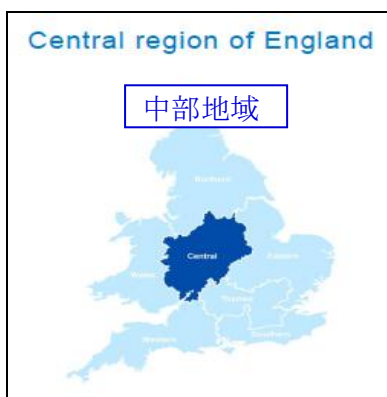 Central region of England
中部地域
Northern
Central
Eastern
Wales
Thames
Southern
Western